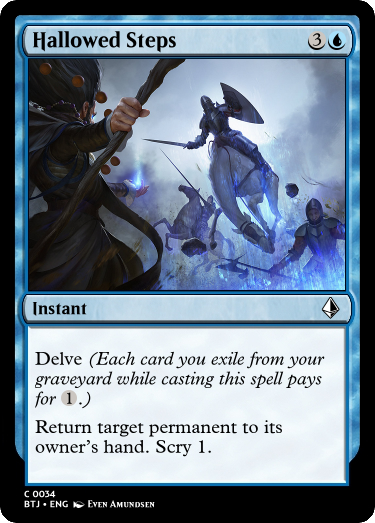 Hallowed Steps 3
Instant
Delve (Each card you exile from your
graveyard while casting this spell pays
for 1.)
Return target permanent to its
owner's hand. Scry 1.
C 0034
BTJ • ENG Even Amundsen